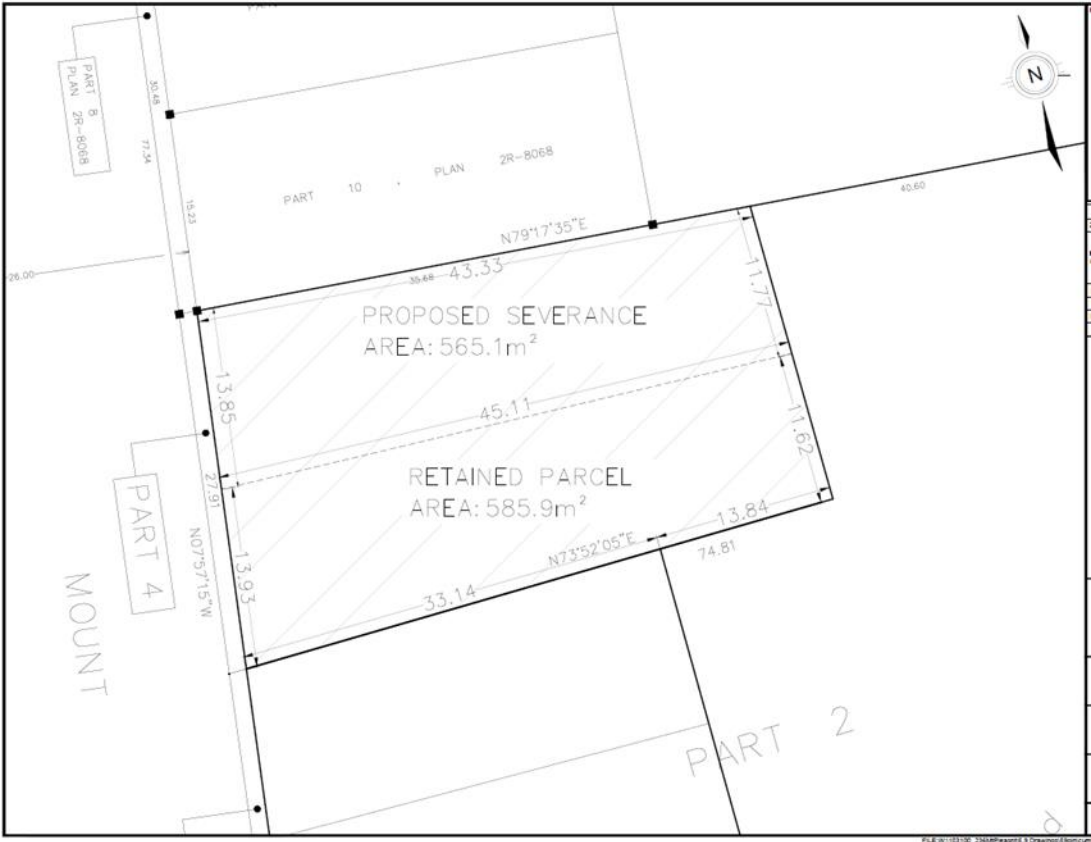 PART 8
PLAN 2R-8068
30.48
77.34
15.23
26.00
PART 10 , PLAN 2R-8068
N
40.60
N79°17'35"E
35.68
43.33
11.77
PROPOSED SEVERANCE
AREA: 565.1m²
13.85
45.11
11.62
RETAINED PARCEL
AREA: 585.9m²
27.91
PART 4
N07°57'15"W
13.93
13.84
N73°52'05"E
74.81
33.14
MOUNT
PART 2